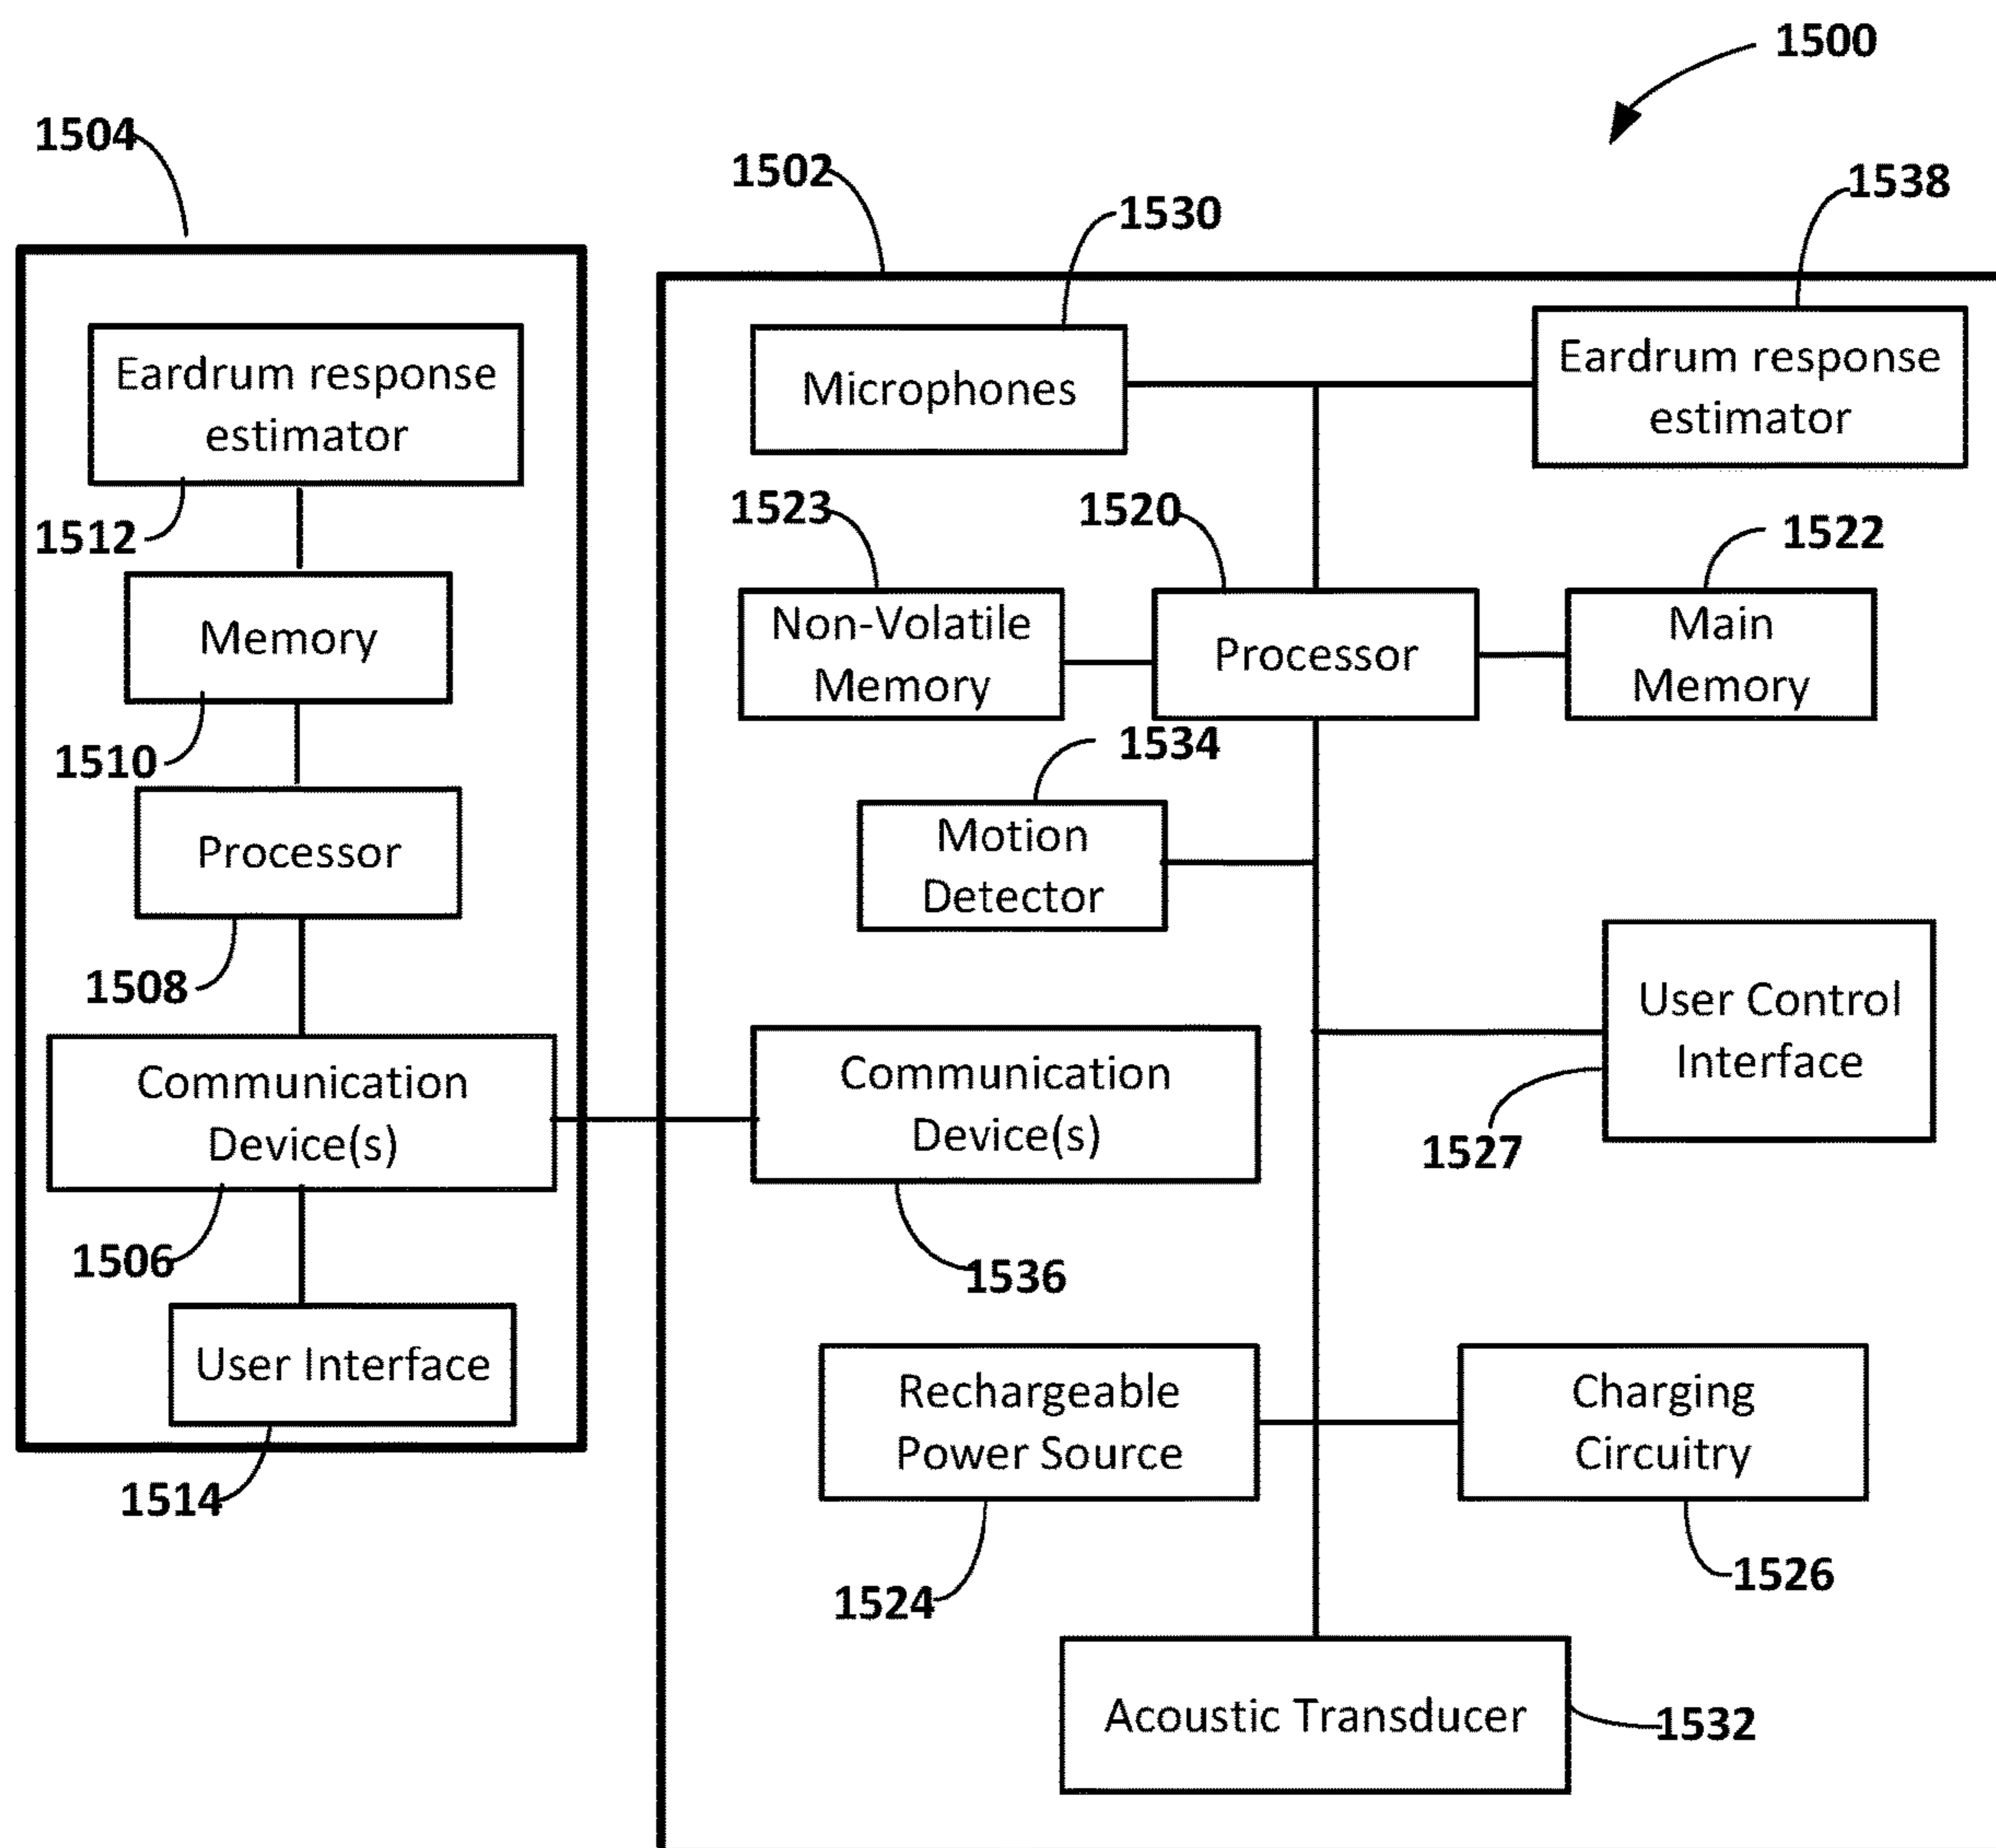 1500
1504
1502
1530
1538
Eardrum response
estimator
Microphones
Eardrum response
estimator
1512
1523
1520
1522
Memory
Non-Volatile
Memory
Processor
Main
Memory
1510
1534
Processor
Motion
Detector
1508
User Control
Interface
Communication
Device(s)
Communication
Device(s)
1527
1506
1536
User Interface
Rechargeable
Power Source
Charging
Circuitry
1514
1524
1526
Acoustic Transducer
1532